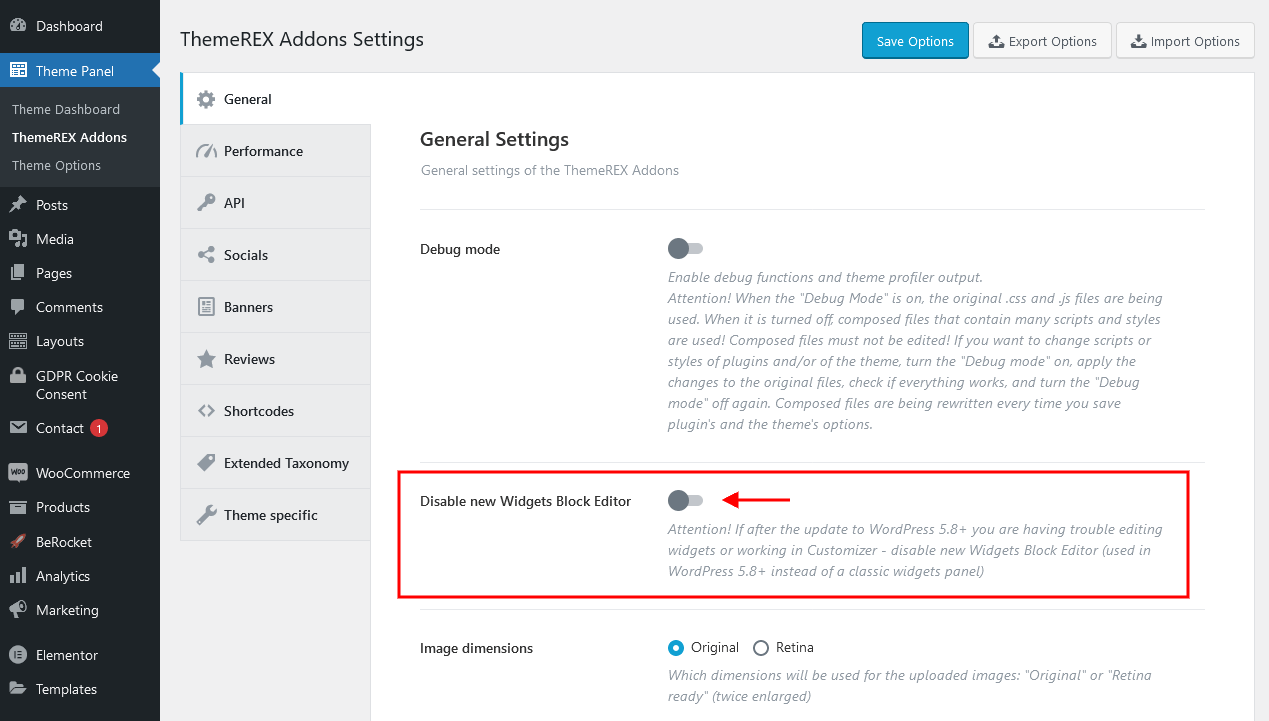 Dashboard
Theme Panel
Theme Dashboard
ThemeREX Addons
Theme Options
Posts
Media
Pages
Comments
Layouts
GDPR Cookie
Consent
Contact 1
WooCommerce
Products
BeRocket
Analytics
Marketing
Elementor
Templates
ThemeREX Addons Settings
Save Options
Export Options
Import Options
General
Performance
API
Socials
Banners
Reviews
Shortcodes
Extended Taxonomy
Theme specific
General Settings
General settings of the ThemeREX Addons
Debug mode
Enable debug functions and theme profiler output.
Attention! When the "Debug Mode" is on, the original .css and .js files are being
used. When it is turned off, composed files that contain many scripts and styles
are used! Composed files must not be edited! If you want to change scripts or
styles of plugins and/or of the theme, turn the "Debug mode" on, apply the
changes to the original files, check if everything works, and turn the "Debug
mode" off again. Composed files are being rewritten every time you save
plugin's and the theme's options.
Disable new Widgets Block Editor
Attention! If after the update to WordPress 5.8+ you are having trouble editing
widgets or working in Customizer - disable new Widgets Block Editor (used in
WordPress 5.8+ instead of a classic widgets panel)
Image dimensions
Original Retina
Which dimensions will be used for the uploaded images: "Original" or "Retina
ready" (twice enlarged)